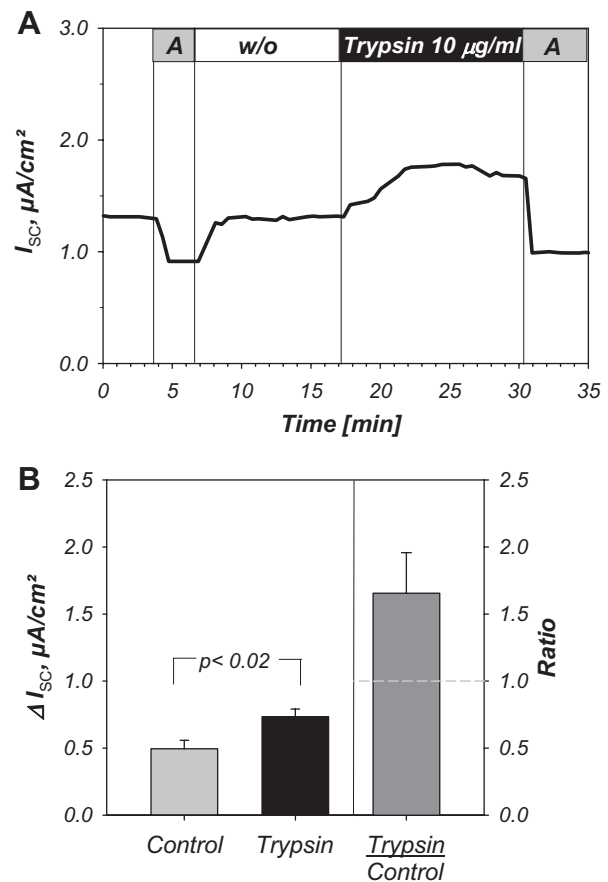 A
3.0
2.0
1.0
0.0
I SC, µA/cm²
A
w/o
Trypsin 10 µg/ml
A
0 5 10 15 20 25 30 35
Time [min]
B
2.5
2.0
1.5
1.0
0.5
0.0
Δ I SC, µA/cm²
p< 0.02
2.5
2.0
1.5
1.0
0.5
0.0
Ratio
Control Trypsin Trypsin
Control